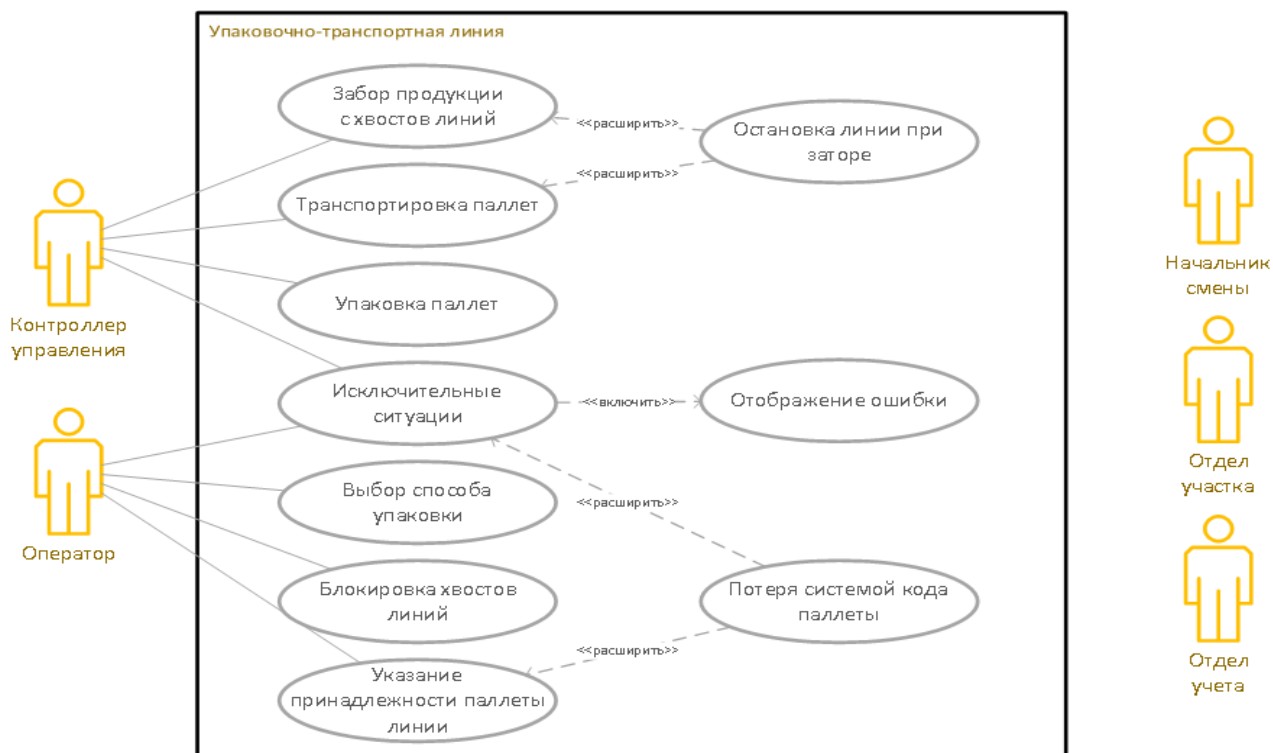 Упаковочно-транспортная линия
Забор продукции
с хвостов линий
<<расширить>>
Остановка линии при
заторе
<<расширить>>
Транспортировка паллет
Упаковка паллет
Контроллер
управления
Исключительные
ситуации
<<включить>>
Отображение ошибки
Выбор способа
упаковки
<<расширить>>
Оператор
Блокировка хвостов
линий
Потеря системой кода
паллеты
<<расширить>>
Указание
принадлежности паллеты
линии
Начальник
смены
Отдел
участка
Отдел
учета